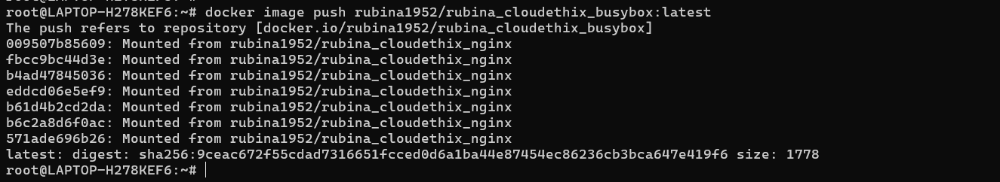 root@LAPTOP-H278KEF6:~# docker image push rubina1952/rubina_cloudethix_busybox:latest
The push refers to repository [docker.io/rubina1952/rubina_cloudethix_busybox]
009507b85609: Mounted from rubina1952/rubina_cloudethix_nginx
fbcc9bc44d3e: Mounted from rubina1952/rubina_cloudethix_nginx
b4ad47845036: Mounted from rubina1952/rubina_cloudethix_nginx
eddcd06e5ef9: Mounted from rubina1952/rubina_cloudethix_nginx
b61d4b2cd2da: Mounted from rubina1952/rubina_cloudethix_nginx
b6c2a8d6f0ac: Mounted from rubina1952/rubina_cloudethix_nginx
571ade696b26: Mounted from rubina1952/rubina_cloudethix_nginx
latest: digest: sha256:9ceac672f55cdad7316651fcced0d6a1ba44e87454ec86236cb3bca647e419f6 size: 1778
root@LAPTOP-H278KEF6:~#